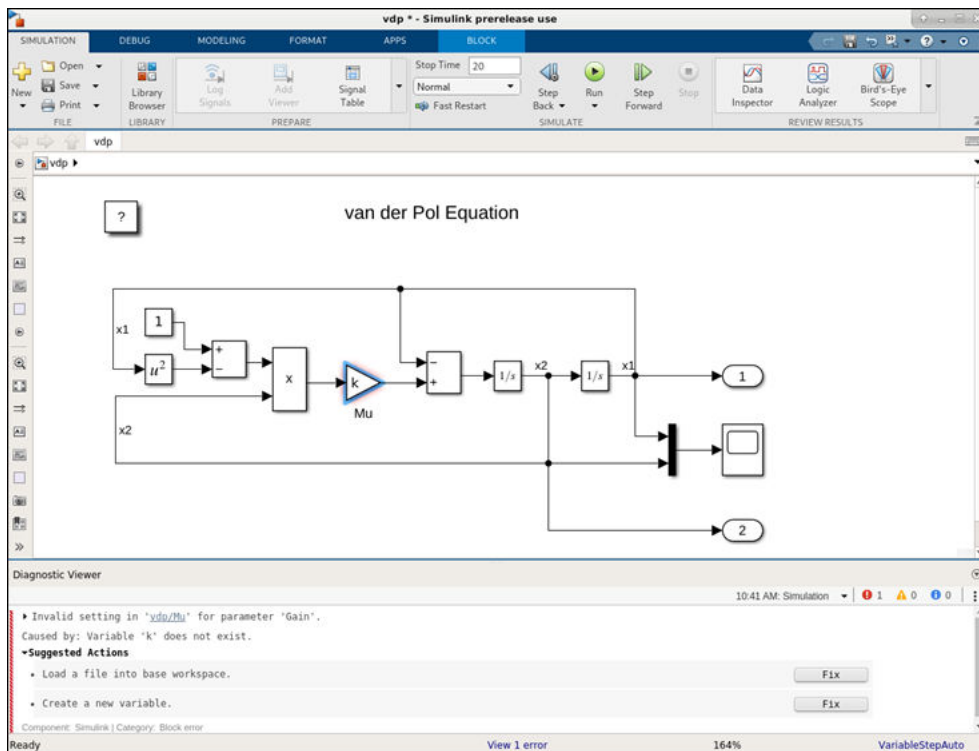 vdp * - Simulink prerelease use
SIMULATION DEBUG MODELING FORMAT APPS BLOCK
New
Open
Save
Print
FILE
Library Browser
LIBRARY
Log Signals
Add Viewer
Signal Table
PREPARE
Stop Time 20
Normal
Fast Restart
Step Back
Run
Step Forward
Stop
SIMULATE
Data Inspector
Logic Analyzer
Bird's-Eye Scope
REVIEW RESULTS
vdp
vdp
?
van der Pol Equation
x1
1
u²
+
−
x
k
Mu
−
+
1/s
x2
1/s
x1
1
x2
2
Diagnostic Viewer
10:41 AM: Simulation 1 0 0
Invalid setting in 'vdp/Mu' for parameter 'Gain'.
Caused by: Variable 'k' does not exist.
Suggested Actions
• Load a file into base workspace. Fix
• Create a new variable. Fix
Component: Simulink | Category: Block error
Ready View 1 error 164% VariableStepAuto